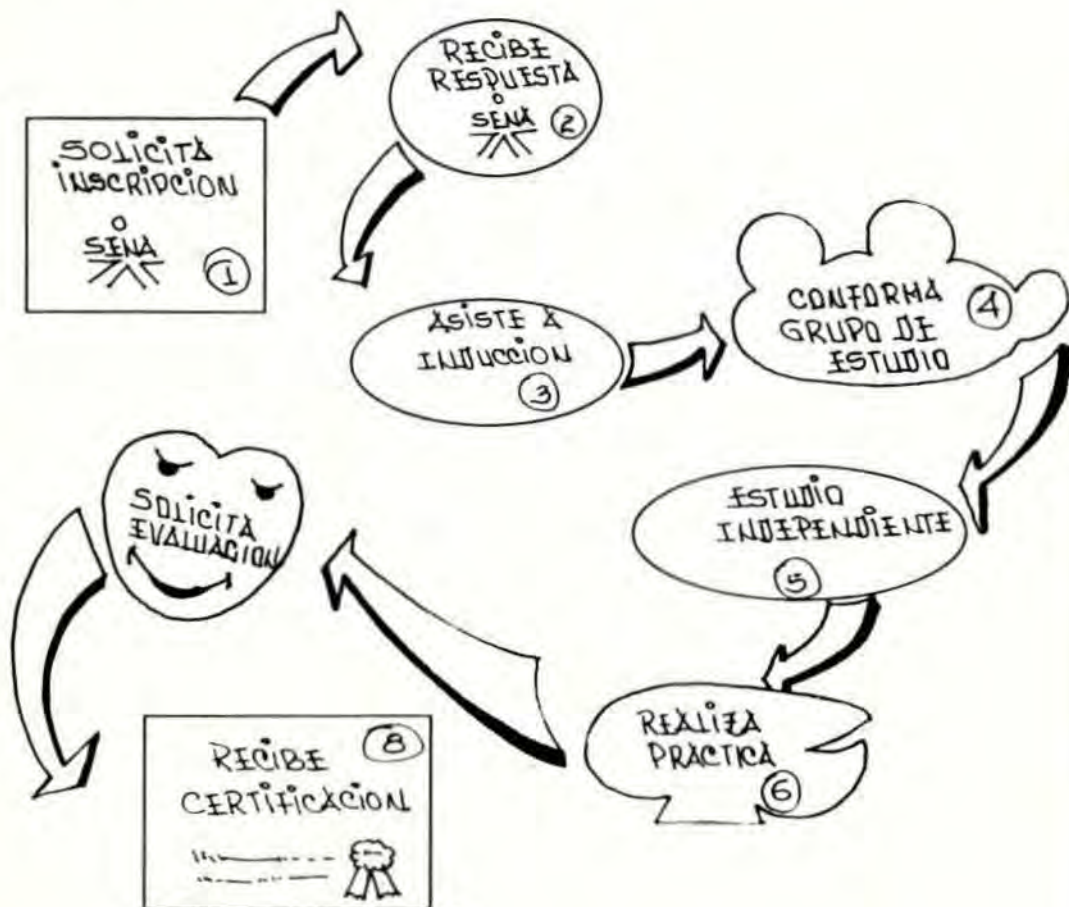 SOLICITA
INSCRIPCION
SENA
1
RECIBE
RESPUESTA
SENA
2
ASISTE A
INDUCCION
3
CONFORMA
GRUPO DE
ESTUDIO
4
ESTUDIO
INDEPENDIENTE
5
REALIZA
PRACTICA
6
SOLICITA
EVALUACION
8
RECIBE
CERTIFICACION